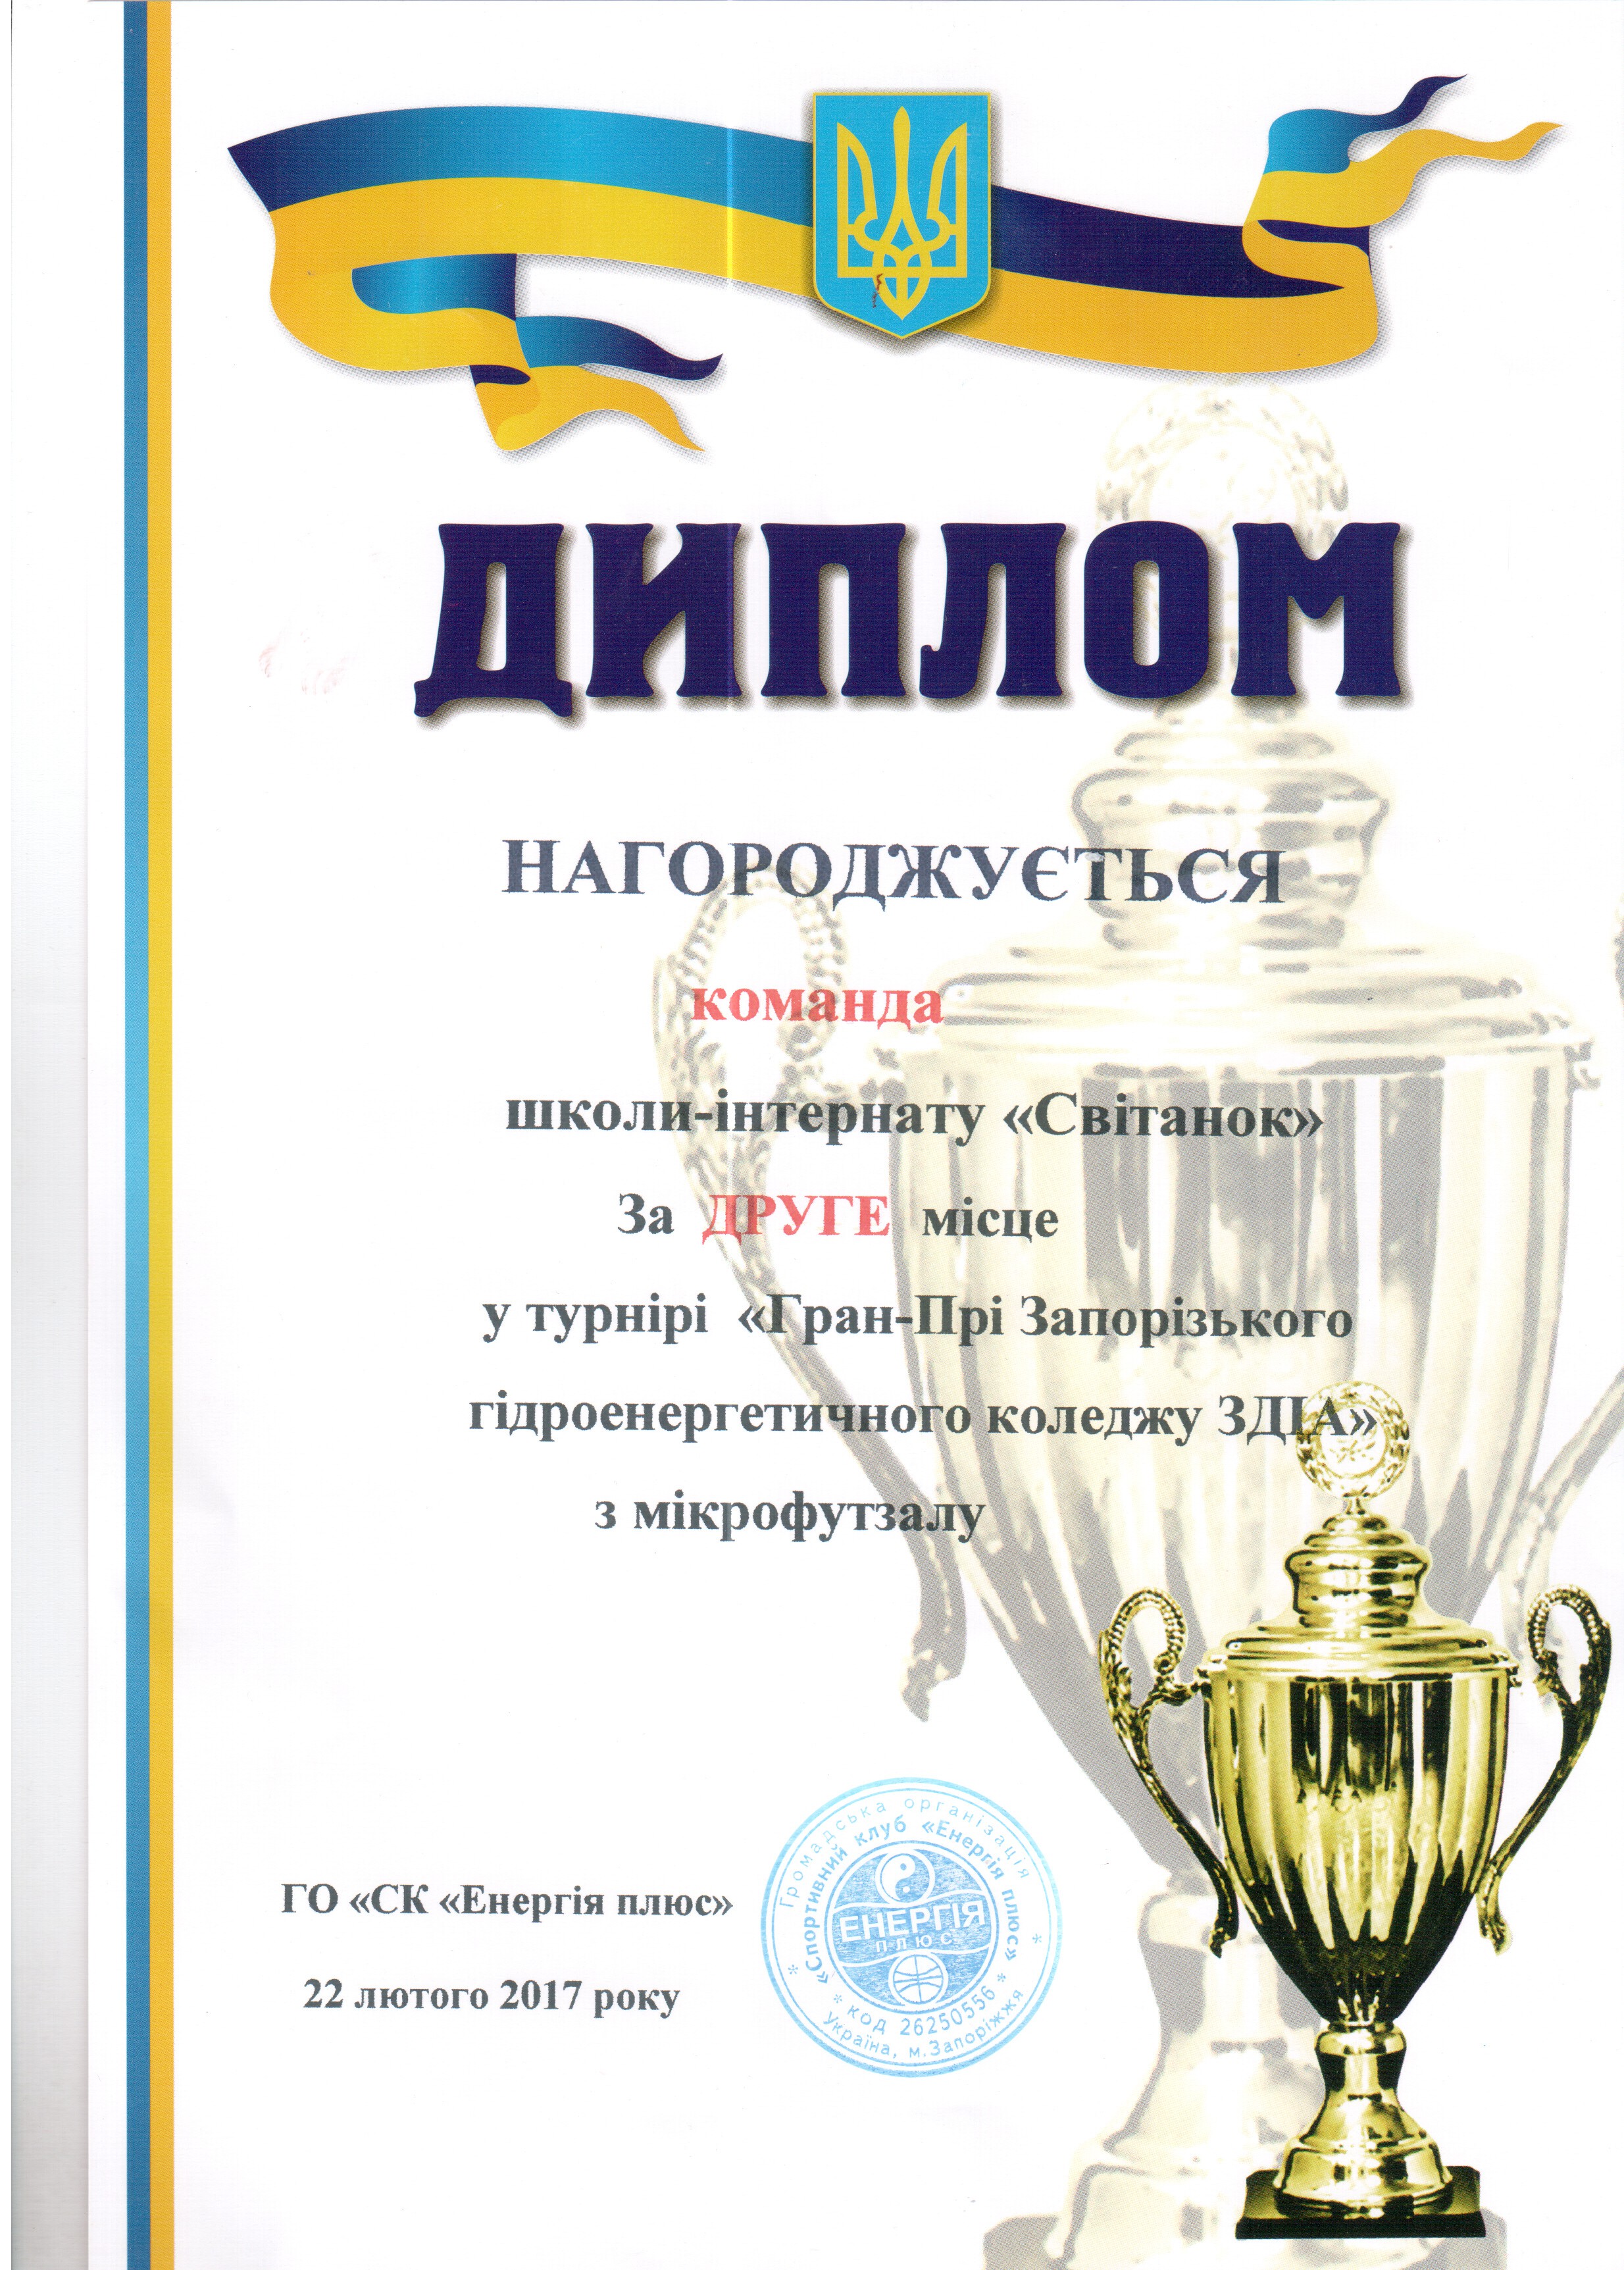 ДИПЛОМ
НАГОРОДЖУЄТЬСЯ
команда
школи-інтернату «Світанок»
За ДРУГЕ місце
у турнірі «Гран-Прі Запорізького
гідроенергетичного коледжу ЗДІА»
з мікрофутзалу
ГО «СК «Енергія плюс»
22 лютого 2017 року
Громадська організація
«Спортивний клуб «Енергія плюс»
ЕНЕРГІЯ
ПЛЮС
* код 26250556 *
* Україна, м.Запоріжжя *